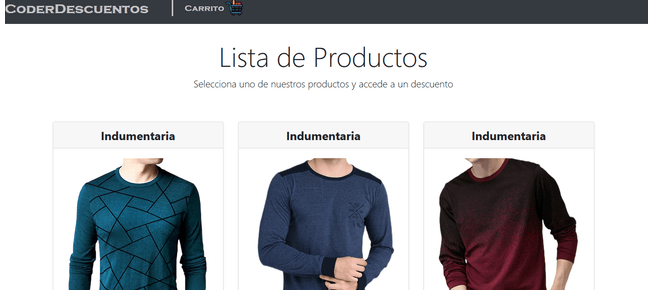 CoderDescuentos Carrito
Lista de Productos
Selecciona uno de nuestros productos y accede a un descuento
Indumentaria Indumentaria Indumentaria